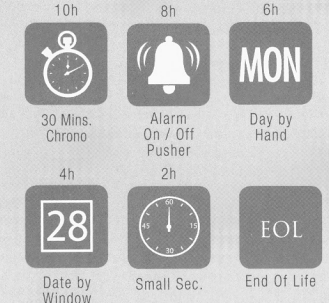 10h
8h
6h
30 Mins.
Chrono
Alarm
On / Off
Pusher
MON
Day by
Hand
4h
2h
28
Date by
Window
60
45
15
30
Small Sec.
EOL
End Of Life